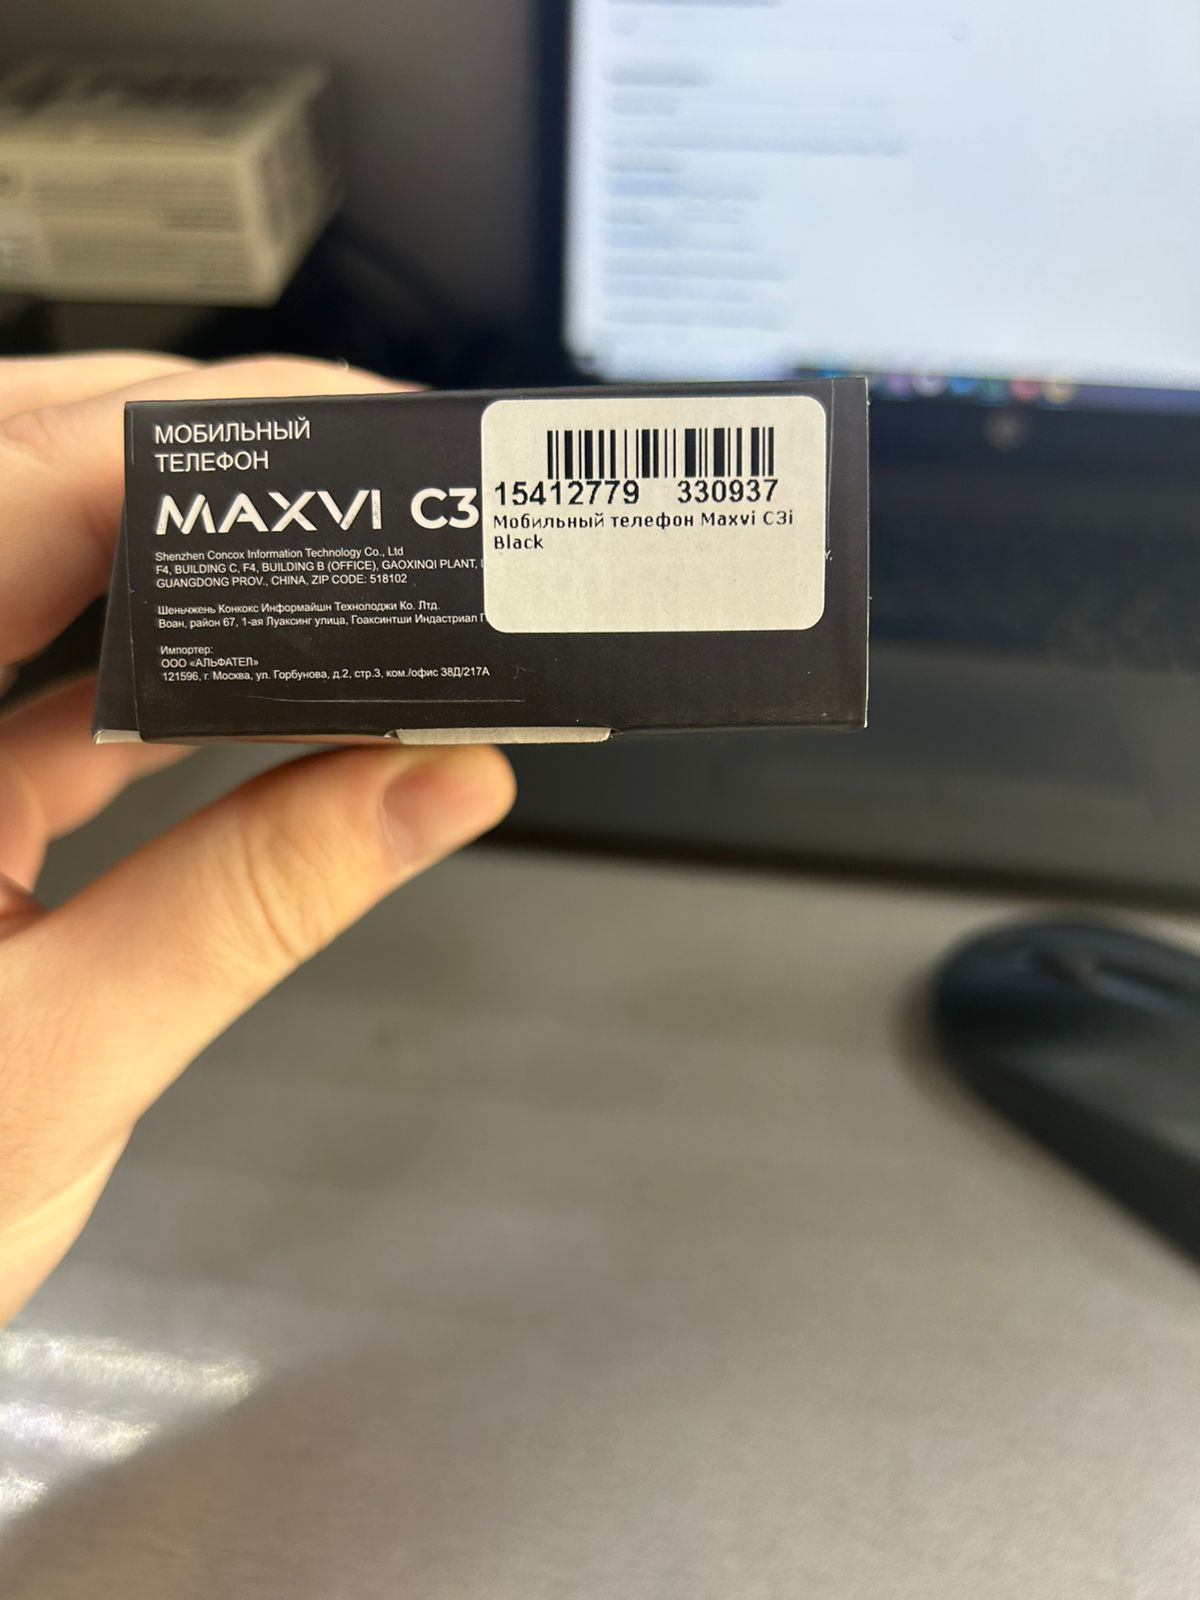 МОБИЛЬНЫЙ
ТЕЛЕФОН
MAXVI C3
Shenzhen Concox Information Technology Co., Ltd
F4, BUILDING C, F4, BUILDING B (OFFICE), GAOXINQI PLANT,
GUANGDONG PROV., CHINA, ZIP CODE: 518102
Шеньчжень Конкокс Информайшн Технолоджи Ко. Лтд.
Воан, район 67, 1-ая Луаксинг улица, Гоаксинтши Индастриал
Импортер:
ООО «АЛЬФАТЕЛ»
121596, г. Москва, ул. Горбунова, д.2, стр.3, ком./офис 38Д/217А
15412779 330937
Мобильный телефон Maxvi C3i
Black